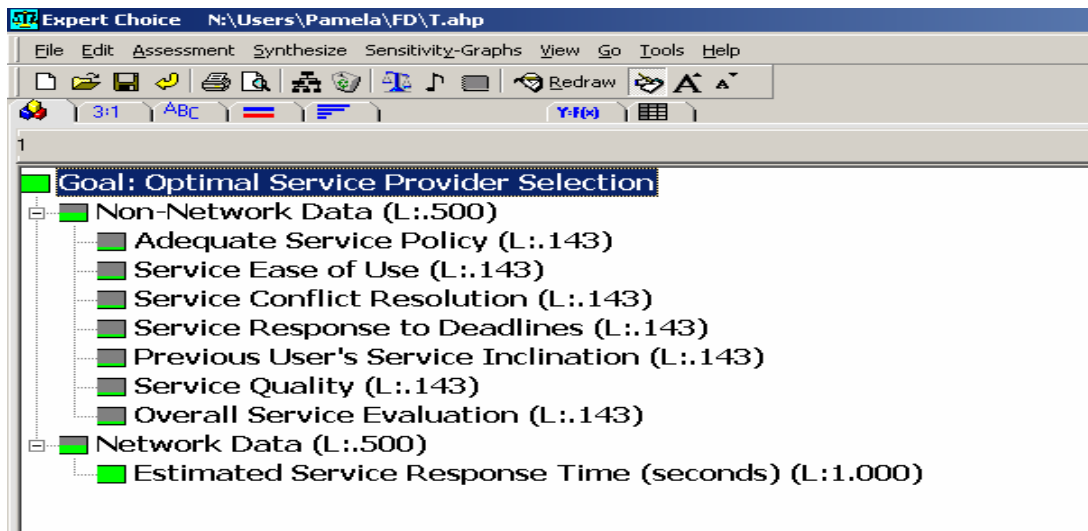 Expert Choice N:\Users\Pamela\FD\T.ahp
File Edit Assessment Synthesize Sensitivity-Graphs View Go Tools Help
Redraw A A
3:1 ABC Y=F(x)
1
Goal: Optimal Service Provider Selection
Non-Network Data (L:.500)
Adequate Service Policy (L:.143)
Service Ease of Use (L:.143)
Service Conflict Resolution (L:.143)
Service Response to Deadlines (L:.143)
Previous User's Service Inclination (L:.143)
Service Quality (L:.143)
Overall Service Evaluation (L:.143)
Network Data (L:.500)
Estimated Service Response Time (seconds) (L:1.000)